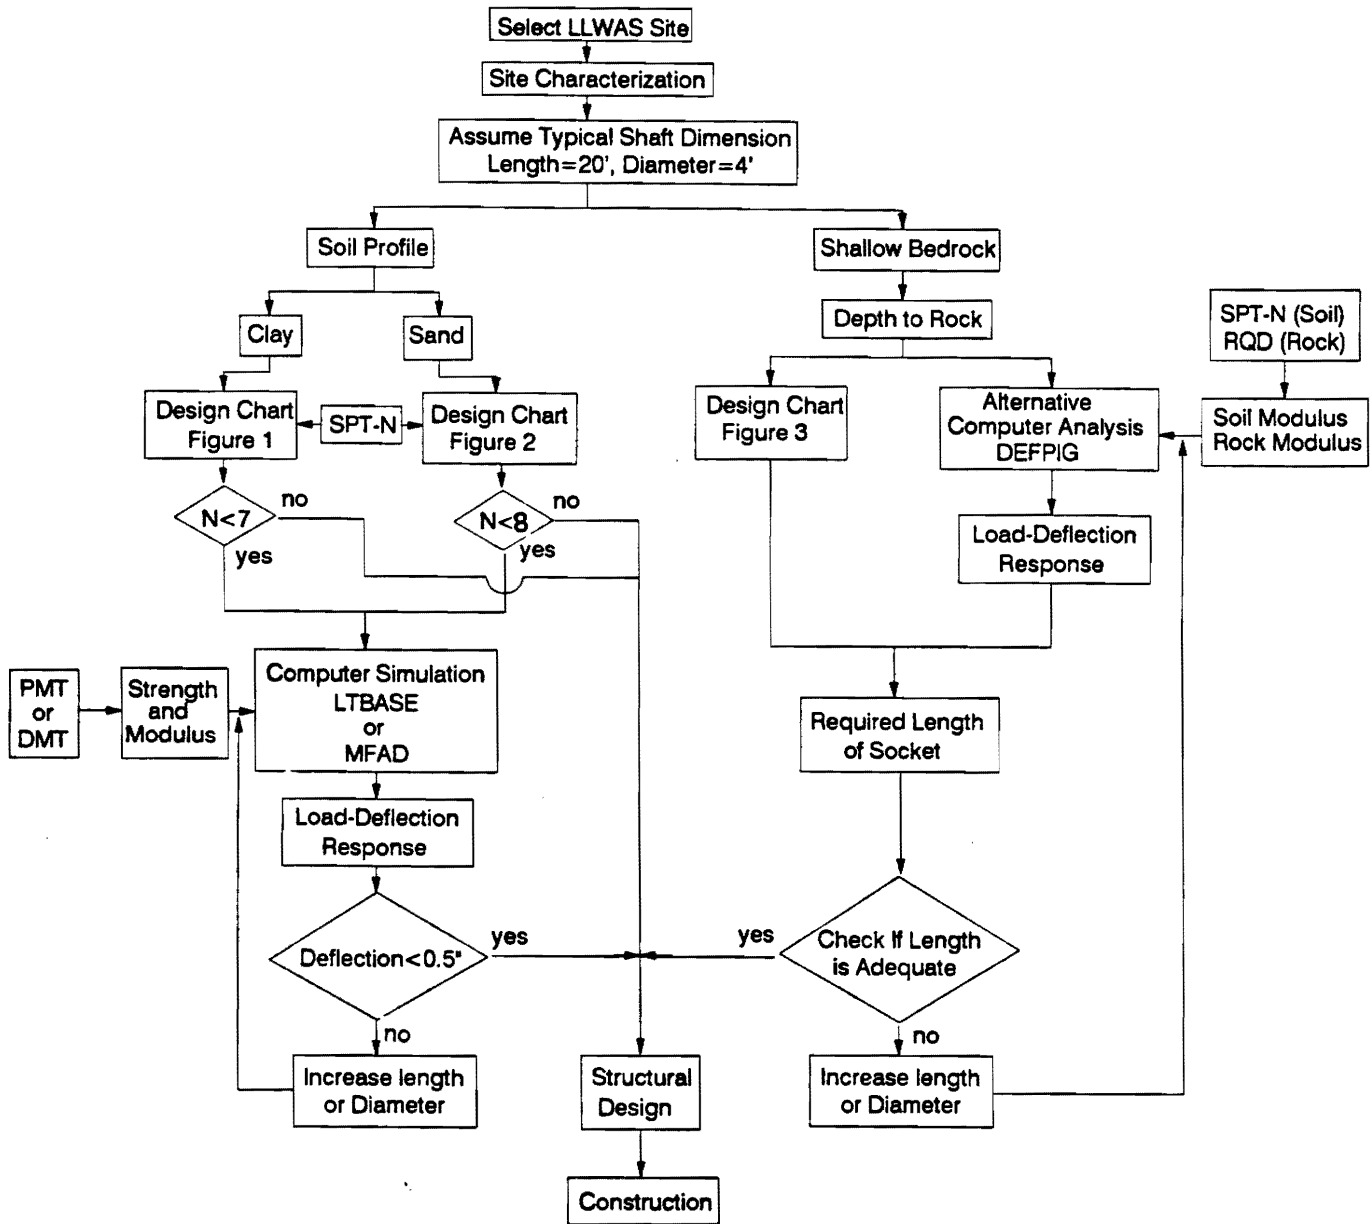 Select LLWAS Site
Site Characterization
Assume Typical Shaft Dimension
Length=20', Diameter=4'
Soil Profile
Shallow Bedrock
Clay
Sand
Depth to Rock
SPT-N (Soil)
RQD (Rock)
Design Chart
Figure 1
SPT-N
Design Chart
Figure 2
Design Chart
Figure 3
Alternative
Computer Analysis
DEFPIG
Soil Modulus
Rock Modulus
N<7
no
yes
N<8
no
yes
Load-Deflection
Response
PMT
or
DMT
Strength
and
Modulus
Computer Simulation
LTBASE
or
MFAD
Required Length
of Socket
Load-Deflection
Response
Deflection<0.5"
yes
no
yes
Check If Length
is Adequate
no
Increase length
or Diameter
Structural
Design
Increase length
or Diameter
Construction